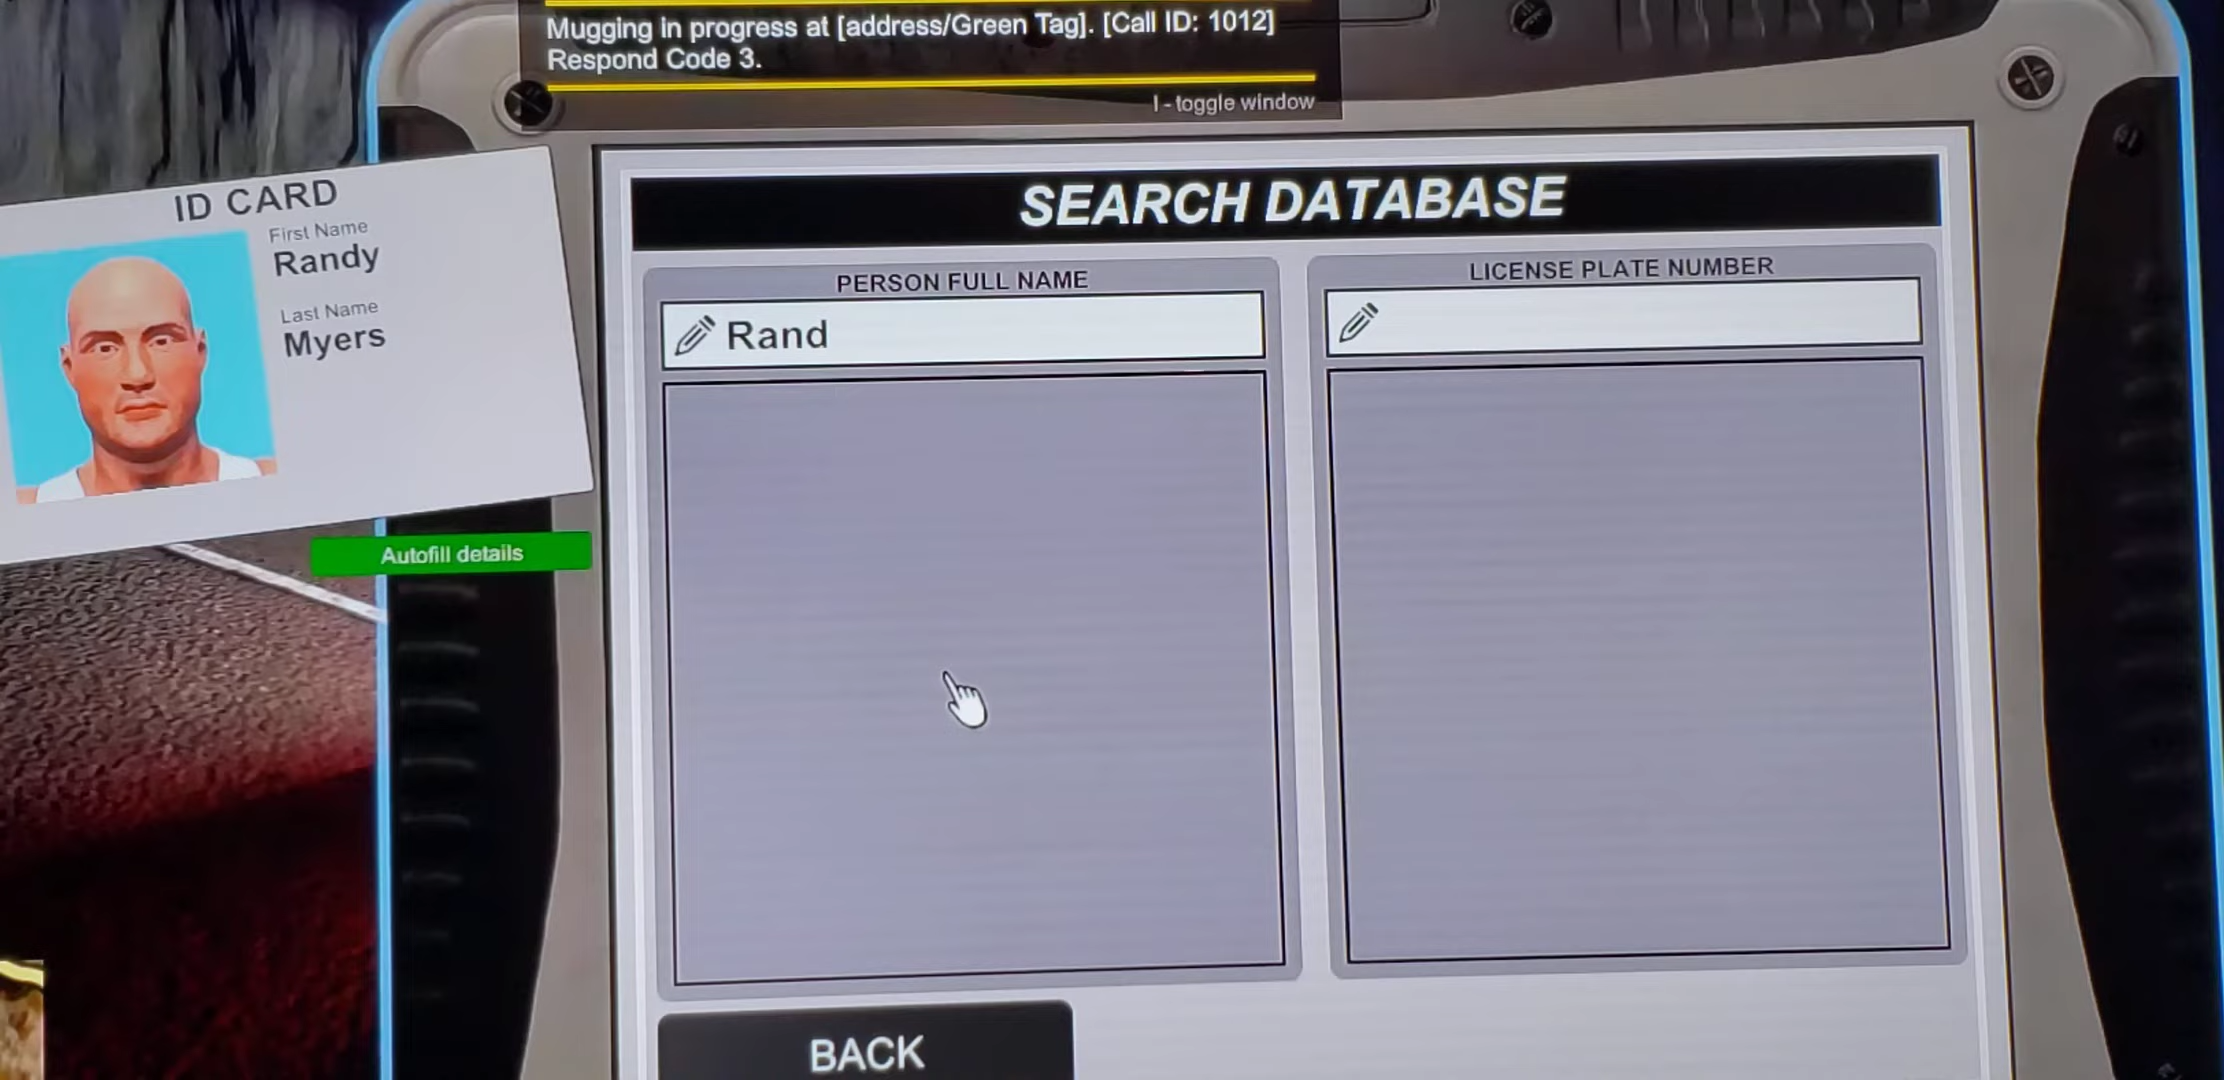 Mugging in progress at [address/Green Tag]. [Call ID: 1012]
Respond Code 3.
I - toggle window
ID CARD
First Name
Randy
Last Name
Myers
Autofill details
SEARCH DATABASE
PERSON FULL NAME
Rand
LICENSE PLATE NUMBER
BACK